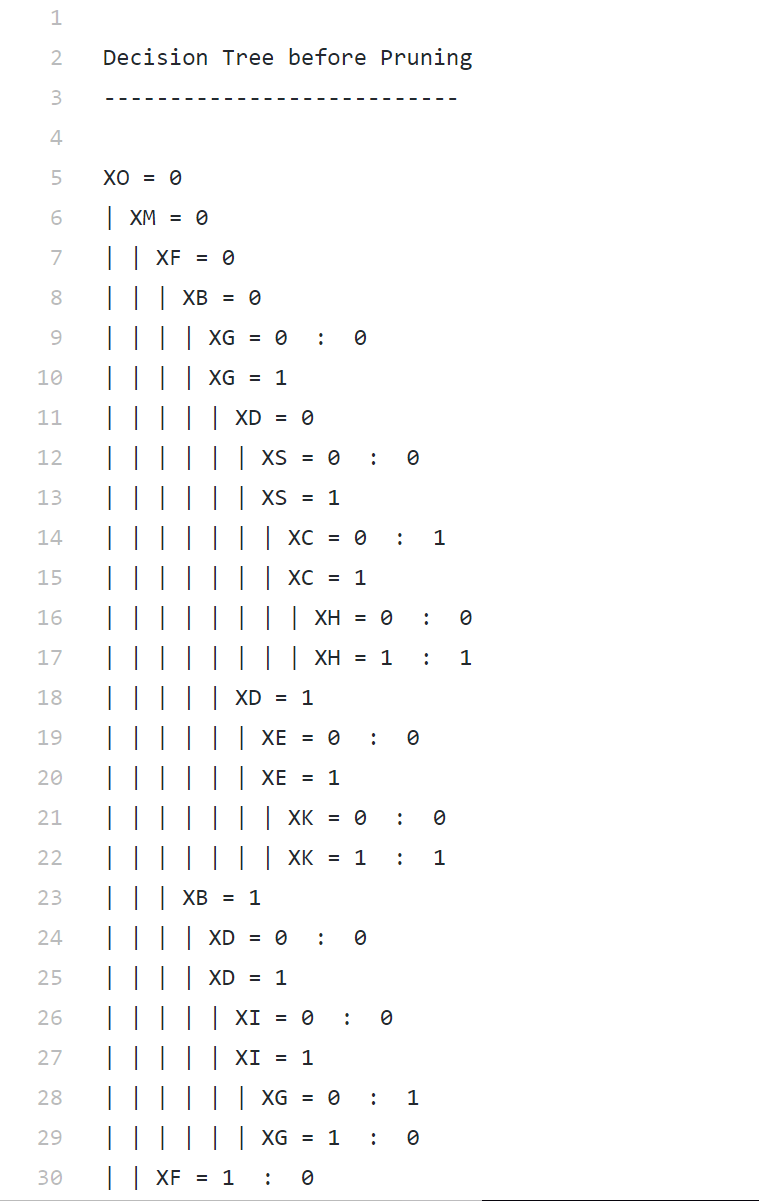 1
2 Decision Tree before Pruning
3 ---------------------------
4
5 XO = 0
6 | XM = 0
7 | | XF = 0
8 | | | XB = 0
9 | | | | XG = 0  :  0
10 | | | | XG = 1
11 | | | | | XD = 0
12 | | | | | | XS = 0  :  0
13 | | | | | | XS = 1
14 | | | | | | | XC = 0  :  1
15 | | | | | | | XC = 1
16 | | | | | | | | XH = 0  :  0
17 | | | | | | | | XH = 1  :  1
18 | | | | | XD = 1
19 | | | | | | XE = 0  :  0
20 | | | | | | XE = 1
21 | | | | | | | XK = 0  :  0
22 | | | | | | | XK = 1  :  1
23 | | | XB = 1
24 | | | | XD = 0  :  0
25 | | | | XD = 1
26 | | | | | XI = 0  :  0
27 | | | | | XI = 1
28 | | | | | | XG = 0  :  1
29 | | | | | | XG = 1  :  0
30 | | XF = 1  :  0